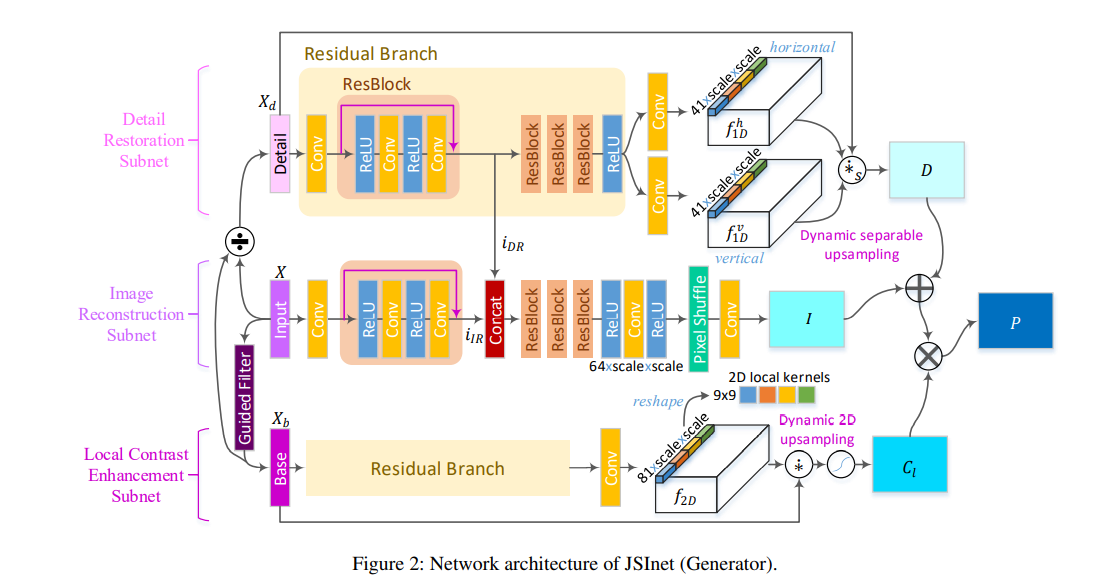 horizontal
Residual Branch
ResBlock
41xscalexscale
Detail
Restoration
Subnet
X_d
Detail
Conv
ReLU
Conv
ReLU
Conv
ResBlock
ResBlock
ResBlock
ReLU
Conv
Conv
f_{1D}^{h}
41xscalexscale
f_{1D}^{v}
vertical
*_s
D
Dynamic separable
upsampling
÷
i_{DR}
Image
Reconstruction
Subnet
X
Input
Conv
ReLU
Conv
ReLU
Conv
i_{IR}
Concat
ResBlock
ResBlock
ResBlock
ReLU
Conv
ReLU
64xscalexscale
Pixel Shuffle
Conv
I
+
P
×
Guided Filter
2D local kernels
reshape
9x9
Dynamic 2D
upsampling
Local Contrast
Enhancement
Subnet
X_b
Base
Residual Branch
Conv
81xscalexscale
f_{2D}
*
C_l
Figure 2: Network architecture of JSInet (Generator).